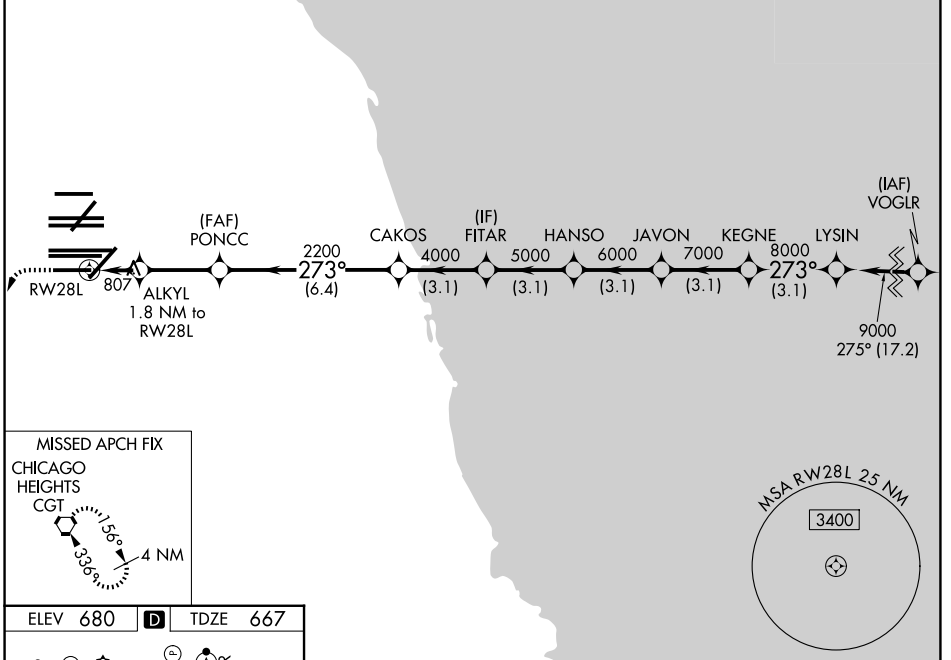 (IAF)
VOGLR
(FAF)
PONCC
CAKOS
(IF)
FITAR
HANSO
JAVON
KEGNE
LYSIN
2200
273°
(6.4)
4000
(3.1)
5000
(3.1)
6000
(3.1)
7000
(3.1)
8000
273°
(3.1)
9000
275° (17.2)
RW28L
807
ALKYL
1.8 NM to
RW28L
MISSED APCH FIX
CHICAGO
HEIGHTS
CGT
156°
336°
4 NM
MSA RW28L 25 NM
3400
ELEV 680 D TDZE 667